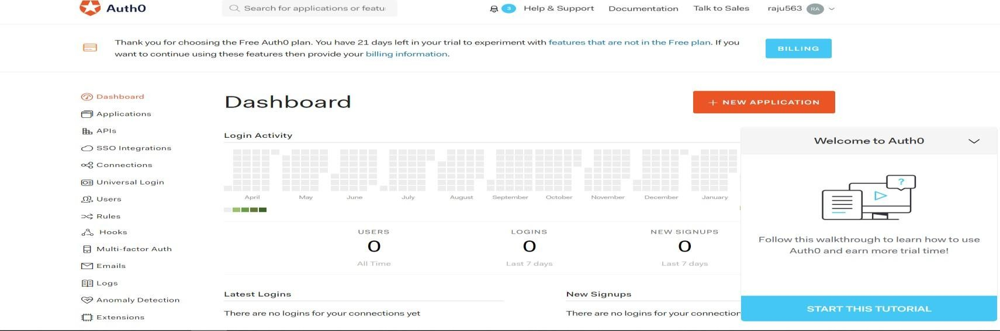 Auth0
Search for applications or featu
3
Help & Support
Documentation
Talk to Sales
raju563
RA
Thank you for choosing the Free Auth0 plan. You have 21 days left in your trial to experiment with features that are not in the Free plan. If you
want to continue using these features then provide your billing information.
BILLING
Dashboard
Applications
APIs
SSO Integrations
Connections
Universal Login
Users
Rules
Hooks
Multi-factor Auth
Emails
Logs
Anomaly Detection
Extensions
Dashboard
+ NEW APPLICATION
Login Activity
April May June July August September October November December January
USERS
0
All Time
LOGINS
0
Last 7 days
NEW SIGNUPS
0
Last 7 days
Latest Logins
There are no logins for your connections yet
New Signups
There are no logins for your connection
Welcome to Auth0
?
Follow this walkthrough to learn how to use
Auth0 and earn more trial time!
START THIS TUTORIAL